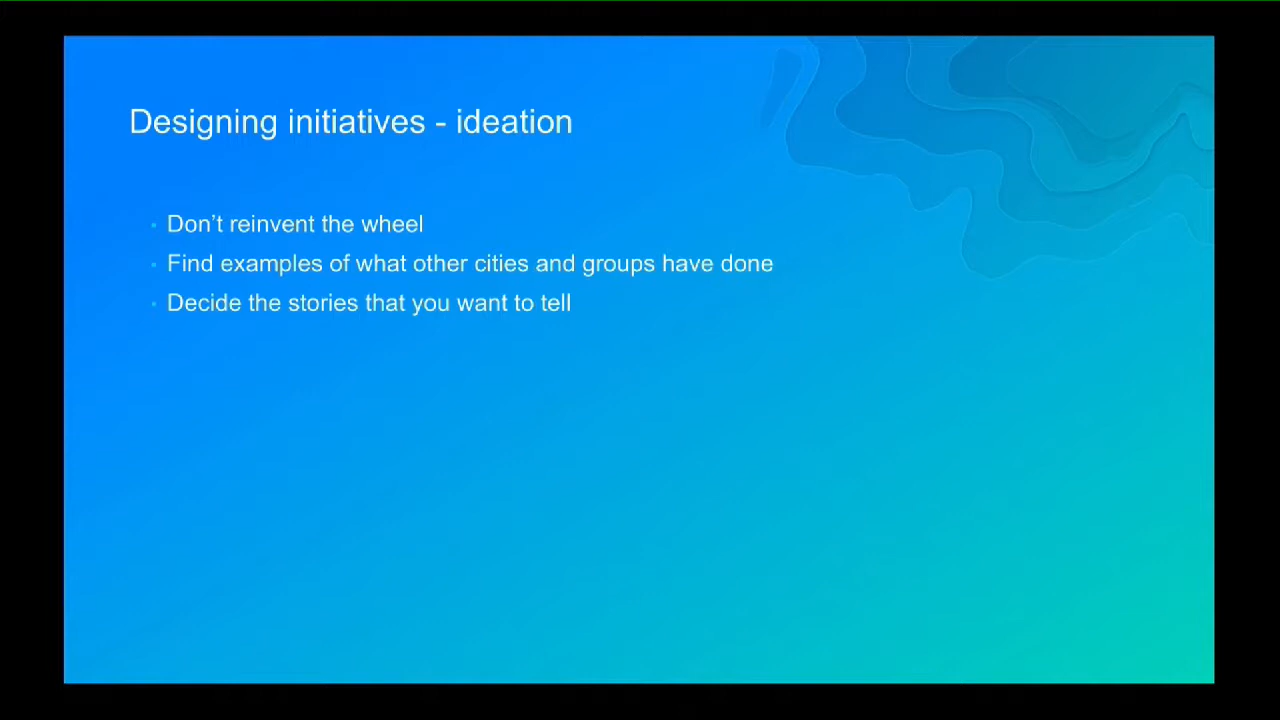 Designing initiatives - ideation
Don’t reinvent the wheel
Find examples of what other cities and groups have done
Decide the stories that you want to tell